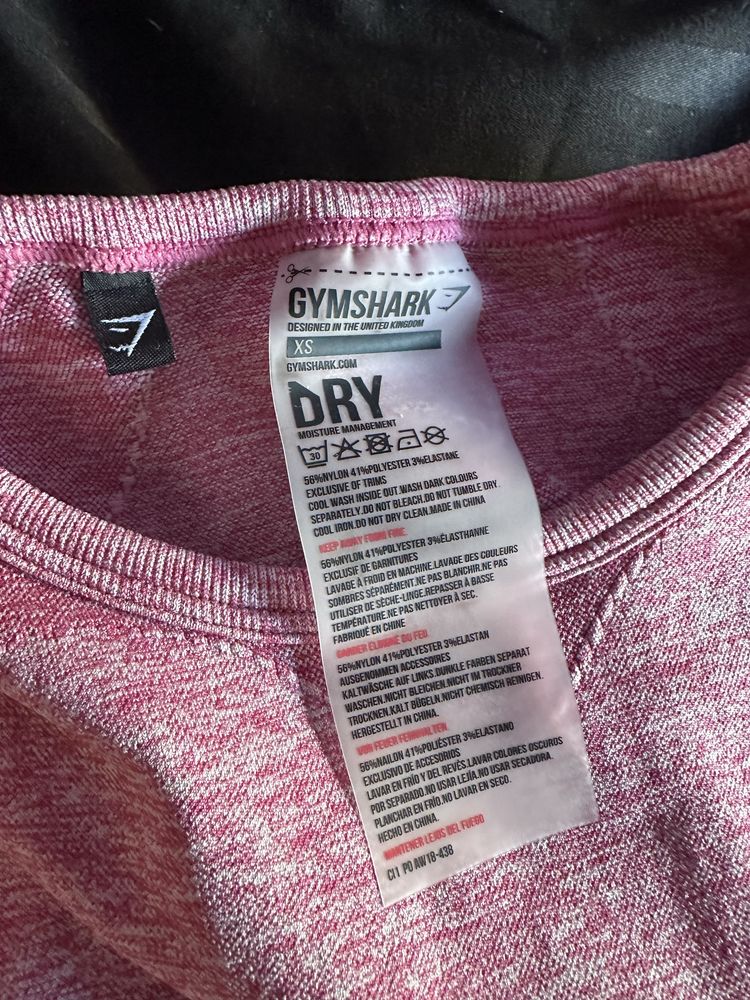 GYMSHARK
DESIGNED IN THE UNITED KINGDOM
XS
GYMSHARK.COM
DRY
MOISTURE MANAGEMENT
30
56%NYLON 41%POLYESTER 3%ELASTANE
EXCLUSIVE OF TRIMS
COOL WASH INSIDE OUT.WASH DARK COLOURS
SEPARATELY.DO NOT BLEACH.DO NOT TUMBLE DRY.
COOL IRON.DO NOT DRY CLEAN.MADE IN CHINA
KEEP AWAY FROM FIRE
56%NYLON 41%POLYESTER 3%ÉLASTHANNE
EXCLUSIF DE GARNITURES
LAVAGE À FROID EN MACHINE.LAVAGE DES COULEURS
SOMBRES SÉPARÉMENT.NE PAS BLANCHIR.NE PAS
UTILISER DE SÈCHE-LINGE.REPASSER À BASSE
TEMPÉRATURE.NE PAS NETTOYER À SEC.
FABRIQUÉ EN CHINE
GARDER ÉLOIGNÉ DU FEU
56%NYLON 41%POLYESTER 3%ELASTAN
AUSGENOMMEN ACCESSOIRES
KALTWÄSCHE AUF LINKS.DUNKLE FARBEN SEPARAT
WASCHEN.NICHT BLEICHEN.NICHT IM TROCKNER
TROCKNEN.KALT BÜGELN.NICHT CHEMISCH REINIGEN.
HERGESTELLT IN CHINA.
VON FEUER FERNHALTEN
56%NAILON 41%POLIÉSTER 3%ELASTANO
EXCLUSIVO DE ACCESORIOS
LAVAR EN FRÍO Y DEL REVÉS.LAVAR COLORES OSCUROS
POR SEPARADO.NO USAR LEJÍA.NO USAR SECADORA.
PLANCHAR EN FRÍO.NO LAVAR EN SECO.
HECHO EN CHINA.
MANTENER LEJOS DEL FUEGO
CI1 PO AW18-438